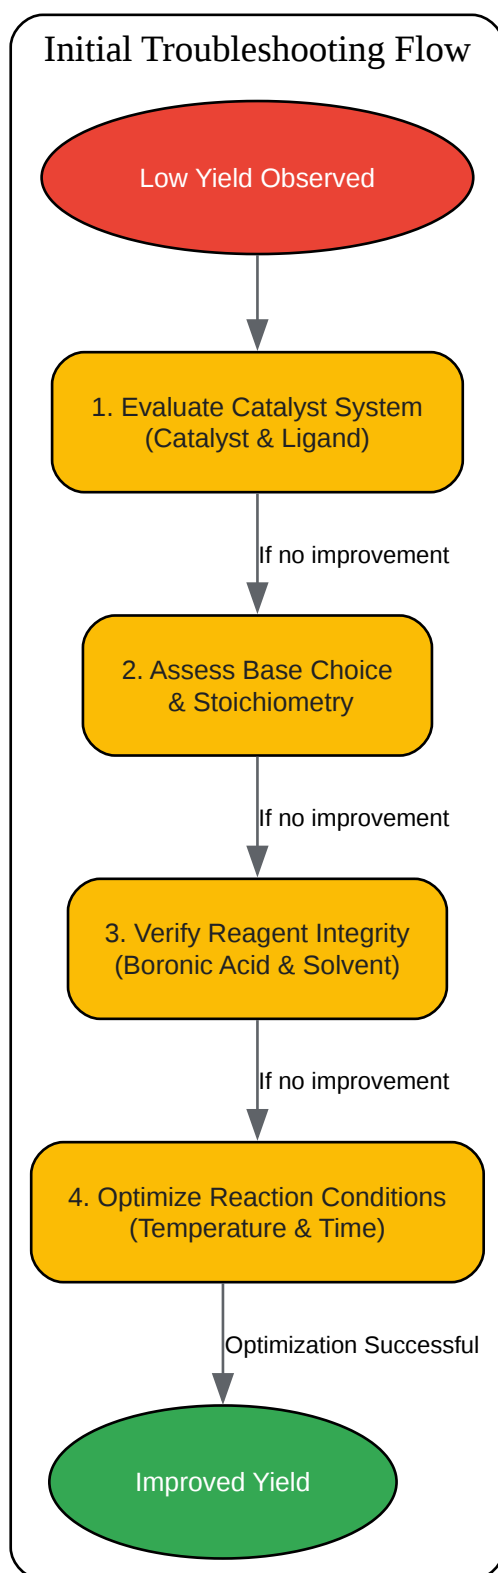 Initial Troubleshooting Flow
Low Yield Observed
1. Evaluate Catalyst System
(Catalyst & Ligand)
If no improvement
2. Assess Base Choice
& Stoichiometry
If no improvement
3. Verify Reagent Integrity
(Boronic Acid & Solvent)
If no improvement
4. Optimize Reaction Conditions
(Temperature & Time)
Optimization Successful
Improved Yield